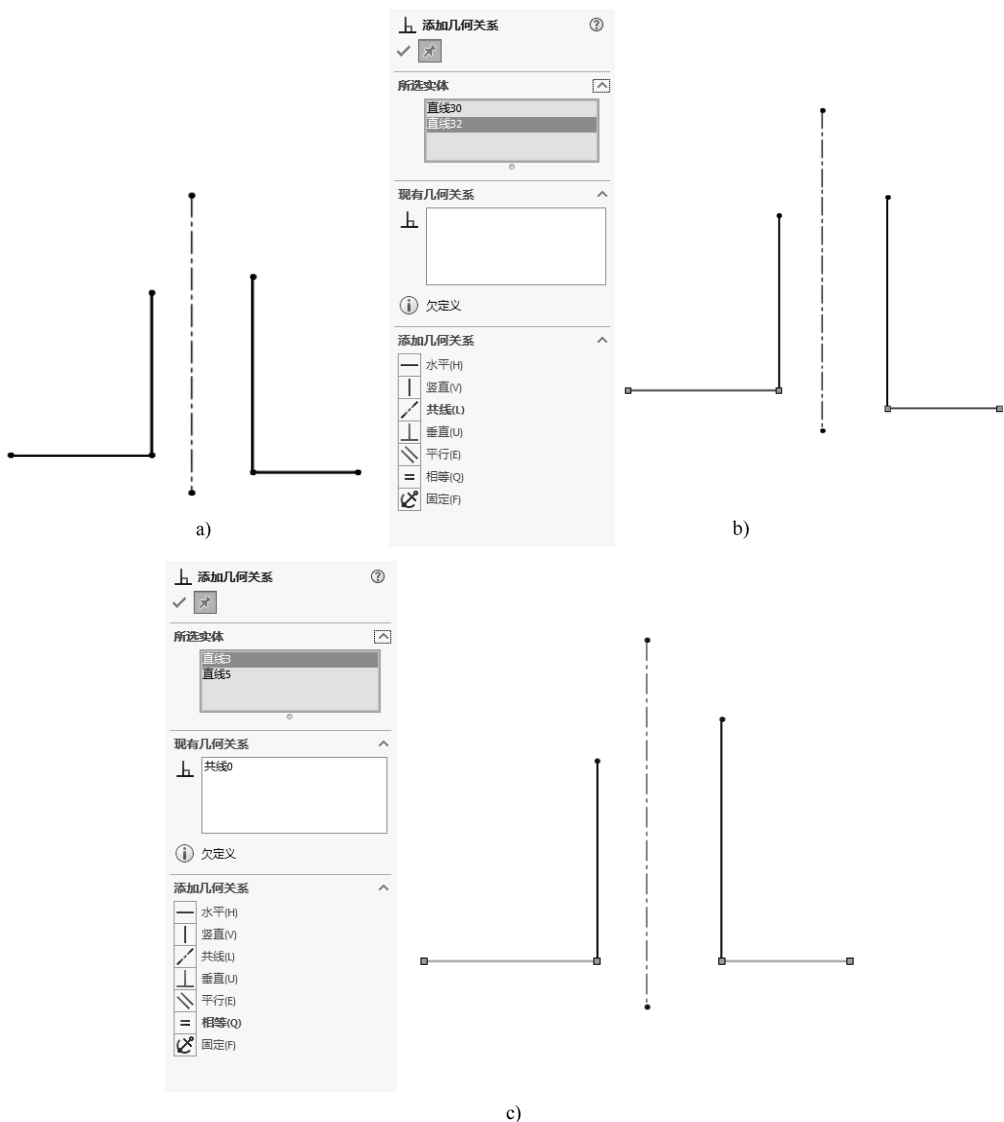 添加几何关系
所选实体
直线30
直线32
现有几何关系
欠定义
添加几何关系
水平(H)
竖直(V)
共线(L)
垂直(U)
平行(E)
相等(Q)
固定(F)
a)
b)
添加几何关系
所选实体
直线3
直线5
现有几何关系
共线0
欠定义
添加几何关系
水平(H)
竖直(V)
共线(L)
垂直(U)
平行(E)
相等(Q)
固定(F)
c)